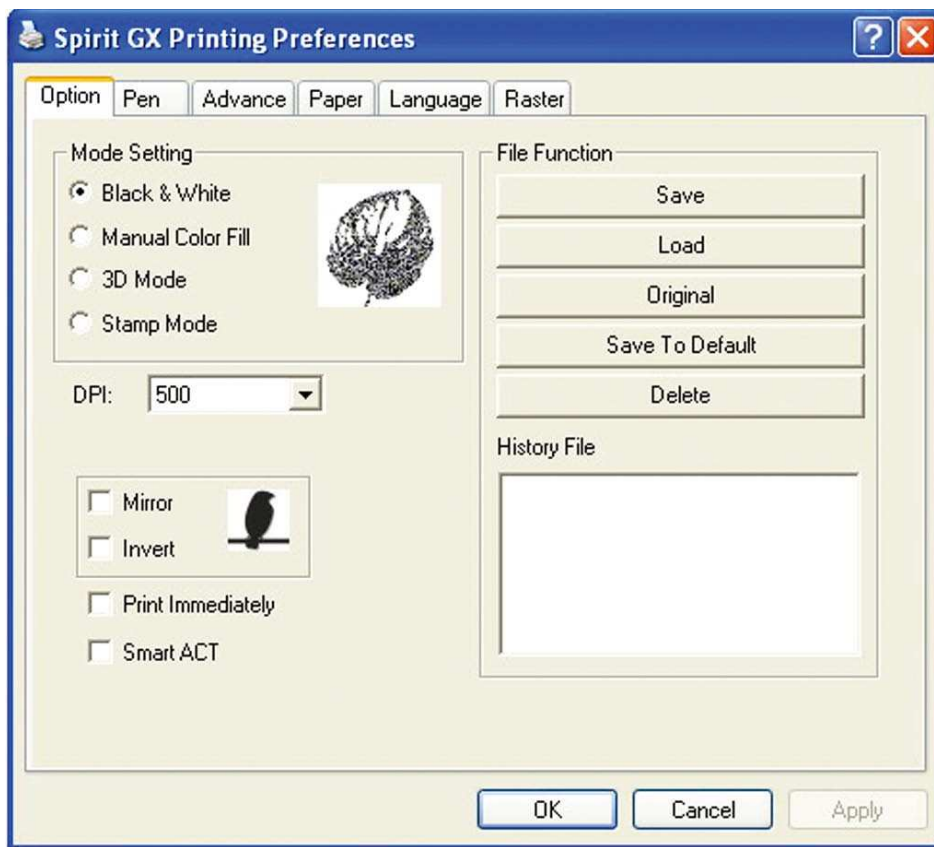 Spirit GX Printing Preferences
?
Option Pen Advance Paper Language Raster
Mode Setting
Black & White
Manual Color Fill
3D Mode
Stamp Mode
DPI: 500
Mirror
Invert
Print Immediately
Smart ACT
File Function
Save
Load
Original
Save To Default
Delete
History File
OK Cancel Apply